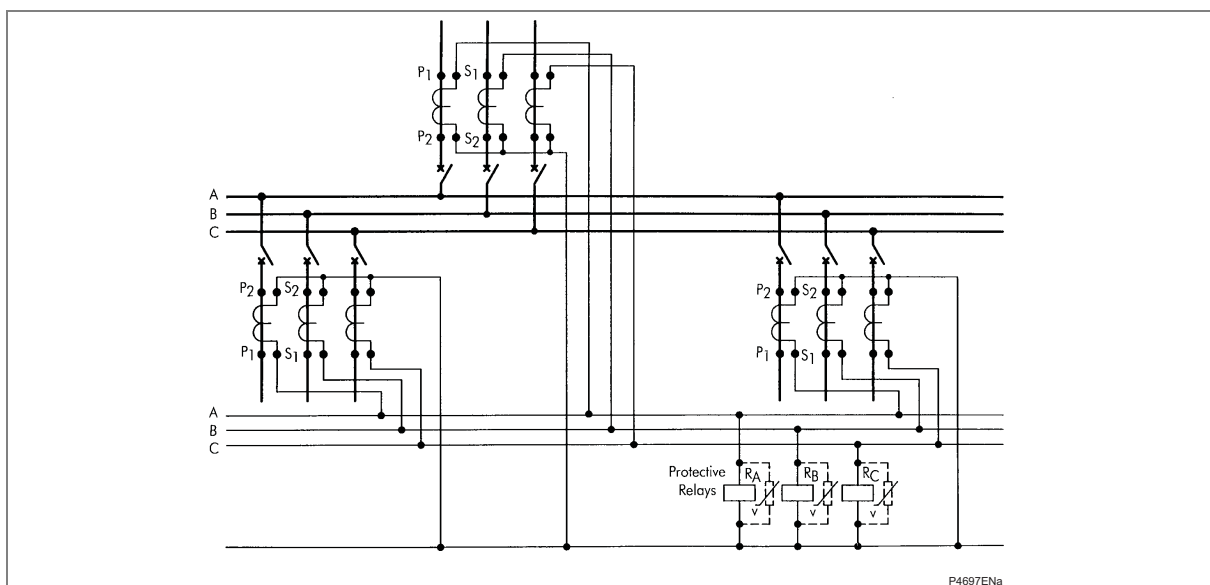 P1 S1
P2 S2
A
B
C
P2 S2 P2 S2
P1 S1 P1 S1
A
B
C
Protective
Relays
RA RB RC
v v v
P4697ENa